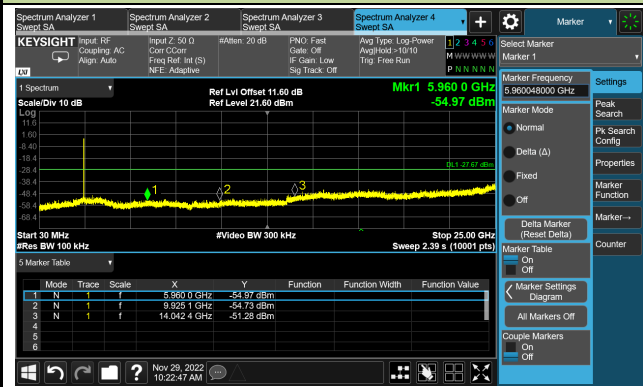 Spectrum Analyzer 1
Swept SA
Spectrum Analyzer 2
Swept SA
Spectrum Analyzer 3
Swept SA
Spectrum Analyzer 4
Swept SA
Marker
KEYSIGHT
Input: RF
Coupling: AC
Align: Auto
Input Z: 50 Ω
Corr CCorr
Freq Ref: Int (S)
NFE: Adaptive
#Atten: 20 dB
PNO: Fast
Gate: Off
IF Gain: Low
Sig Track: Off
Avg Type: Log-Power
Avg|Hold:>10/10
Trig: Free Run
1 2 3 4 5 6
M W W W W W
P N N N N N
LXI
Select Marker
Marker 1
1 Spectrum
Scale/Div 10 dB
Ref Lvl Offset 11.60 dB
Ref Level 21.60 dBm
Mkr1 5.960 0 GHz
-54.97 dBm
Log
11.6
1.60
-8.40
-18.4
-28.4
-38.4
-48.4
-58.4
-68.4
DL1 -27.67 dBm
1
2
3
Start 30 MHz
#Video BW 300 kHz
Stop 25.00 GHz
#Res BW 100 kHz
Sweep 2.39 s (10001 pts)
5 Marker Table
Mode Trace Scale X Y Function Function Width Function Value
1 N 1 f 5.960 0 GHz -54.97 dBm
2 N 1 f 9.925 1 GHz -54.73 dBm
3 N 1 f 14.042 4 GHz -51.28 dBm
4
5
6
Marker Frequency
5.960048000 GHz
Marker Mode
Normal
Delta (Δ)
Fixed
Off
Delta Marker
(Reset Delta)
Marker Table
On
Off
Marker Settings
Diagram
All Markers Off
Couple Markers
On
Off
Settings
Peak
Search
Pk Search
Config
Properties
Marker
Function
Marker→
Counter
Nov 29, 2022
10:22:47 AM